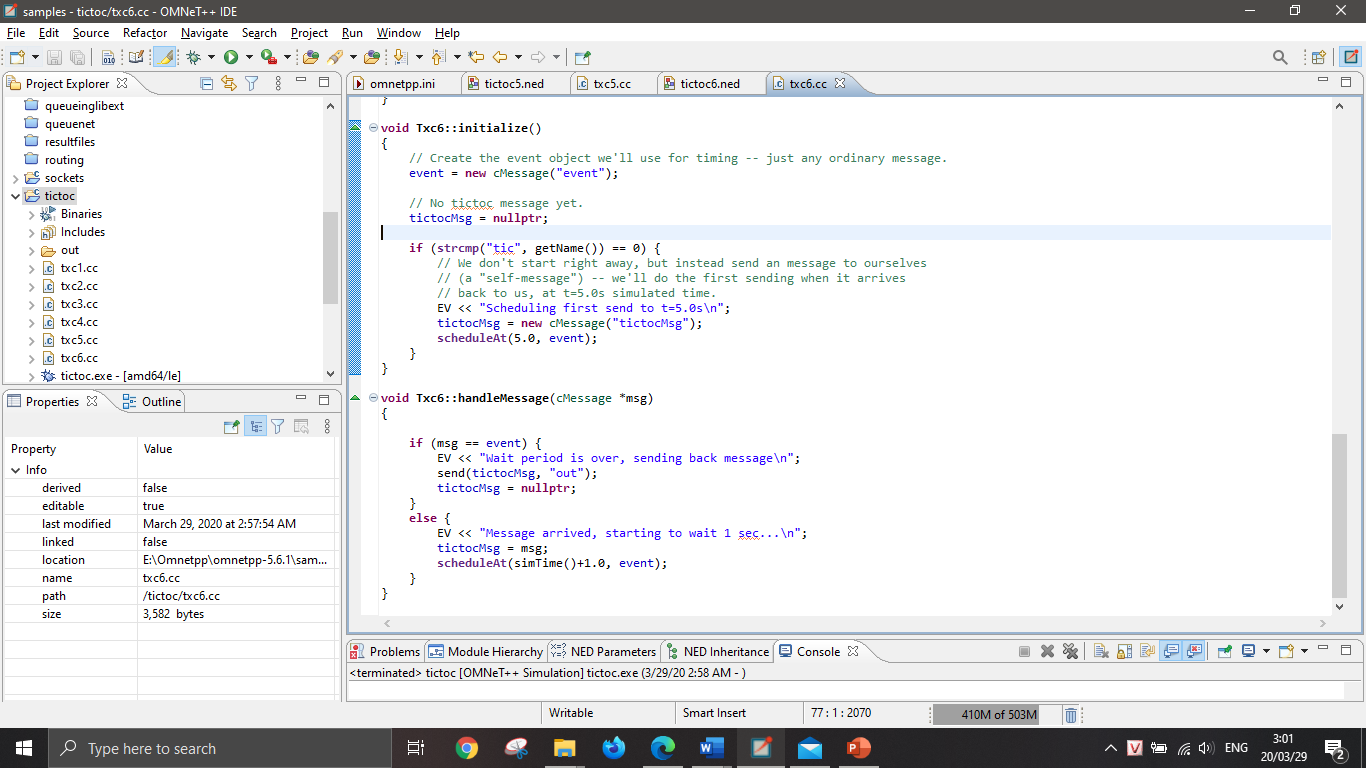 samples - tictoc/txc6.cc - OMNeT++ IDE
File Edit Source Refactor Navigate Search Project Run Window Help
Project Explorer
queueinglibext
queuenet
resultfiles
routing
sockets
tictoc
Binaries
Includes
out
txc1.cc
txc2.cc
txc3.cc
txc4.cc
txc5.cc
txc6.cc
tictoc.exe - [amd64/le]
Properties Outline
Property Value
Info
derived false
editable true
last modified March 29, 2020 at 2:57:54 AM
linked false
location E:\Omnetpp\omnetpp-5.6.1\sam...
name txc6.cc
path /tictoc/txc6.cc
size 3,582 bytes
omnetpp.ini tictoc5.ned txc5.cc tictoc6.ned txc6.cc
}
void Txc6::initialize()
{
// Create the event object we'll use for timing -- just any ordinary message.
event = new cMessage("event");
// No tictoc message yet.
tictocMsg = nullptr;
if (strcmp("tic", getName()) == 0) {
// We don't start right away, but instead send an message to ourselves
// (a "self-message") -- we'll do the first sending when it arrives
// back to us, at t=5.0s simulated time.
EV << "Scheduling first send to t=5.0s\n";
tictocMsg = new cMessage("tictocMsg");
scheduleAt(5.0, event);
}
}
void Txc6::handleMessage(cMessage *msg)
{
if (msg == event) {
EV << "Wait period is over, sending back message\n";
send(tictocMsg, "out");
tictocMsg = nullptr;
}
else {
EV << "Message arrived, starting to wait 1 sec...\n";
tictocMsg = msg;
scheduleAt(simTime()+1.0, event);
}
}
Problems Module Hierarchy NED Parameters NED Inheritance Console
<terminated> tictoc [OMNeT++ Simulation] tictoc.exe (3/29/20 2:58 AM - )
Writable Smart Insert 77 : 1 : 2070 410M of 503M
Type here to search
ENG
3:01
20/03/29
2